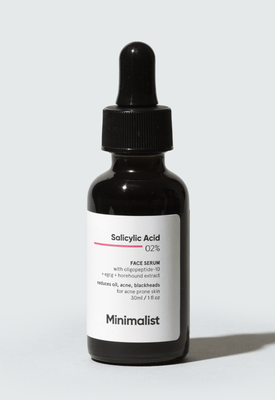 Salicylic Acid
02%
FACE SERUM
with oligopeptide-10
+ egcg + horehound extract
reduces oil, acne, blackheads
for acne prone skin
30ml / 1 fl oz
Minimalist